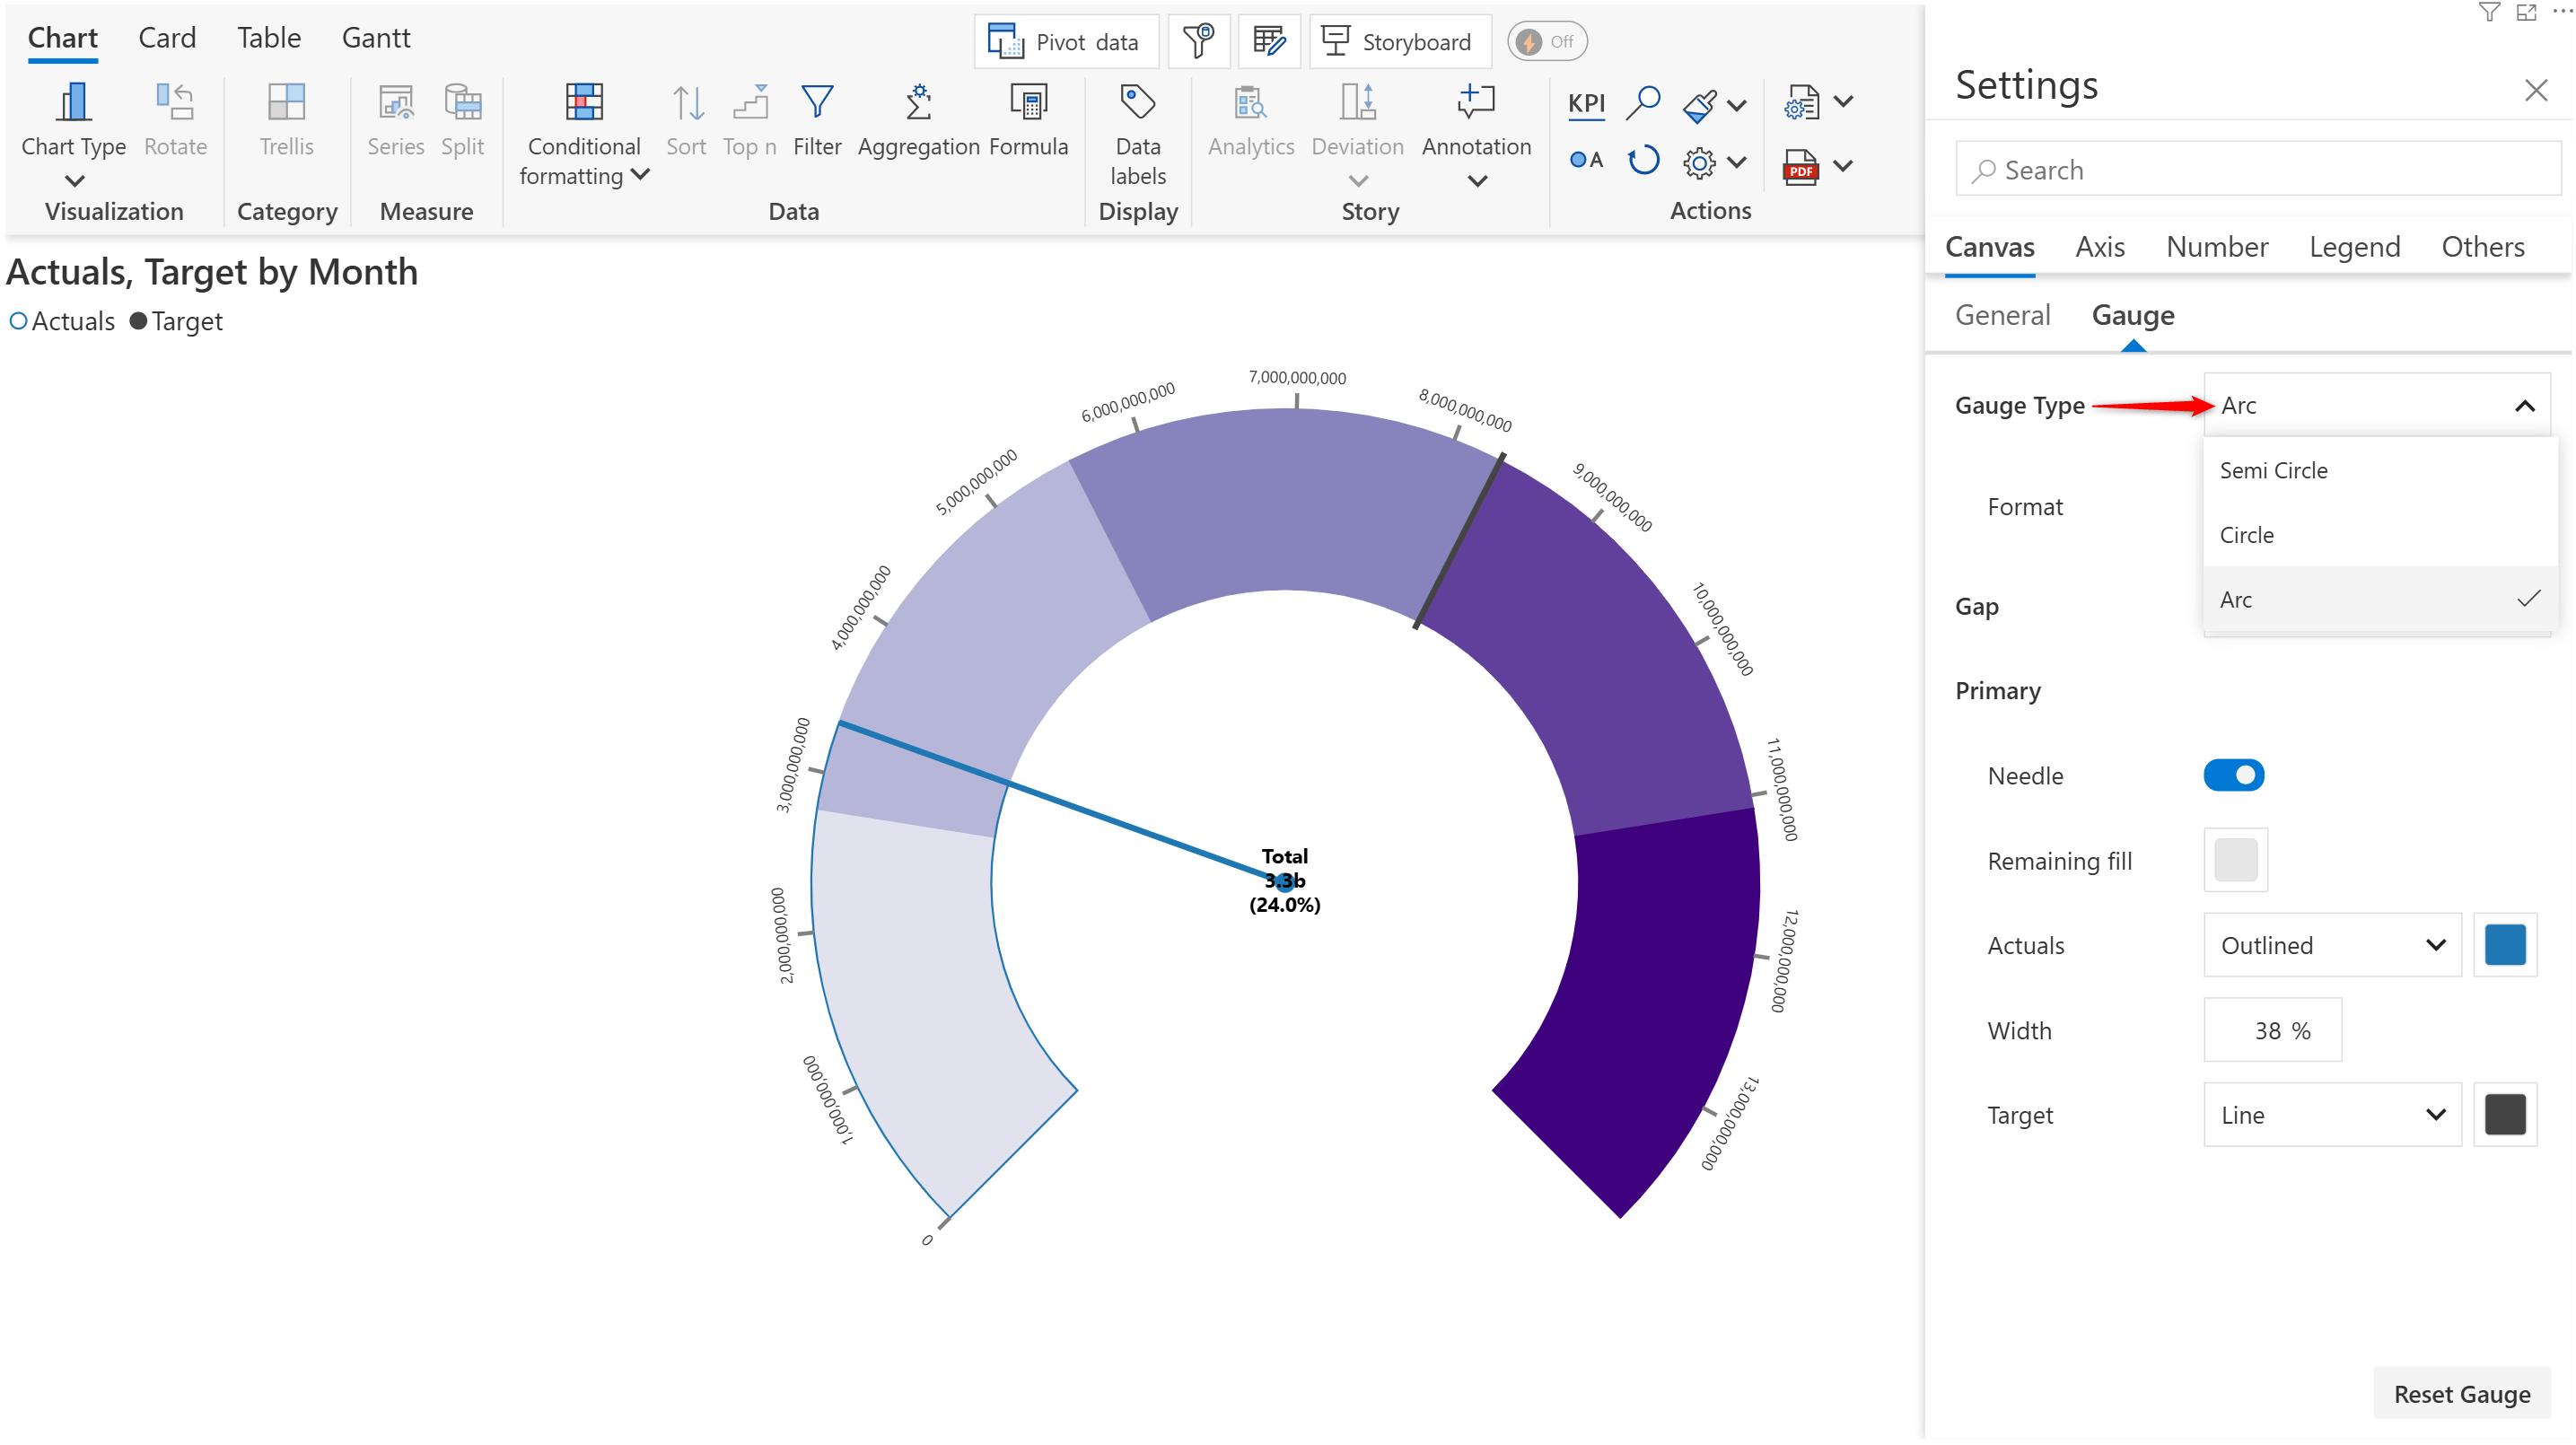 Chart Card Table Gantt
Pivot data Storyboard Off
Chart Type Rotate Trellis Series Split Conditional formatting Sort Top n Filter Aggregation Formula Data labels Analytics Deviation Annotation KPI A PDF
Visualization Category Measure Data Display Story Actions
Actuals, Target by Month
Actuals Target
0
1,000,000,000
2,000,000,000
3,000,000,000
4,000,000,000
5,000,000,000
6,000,000,000
7,000,000,000
8,000,000,000
9,000,000,000
10,000,000,000
11,000,000,000
12,000,000,000
13,000,000,000
Total
3.3b
(24.0%)
Settings
Search
Canvas Axis Number Legend Others
General Gauge
Gauge Type Arc
Semi Circle
Format
Circle
Arc
Gap
Primary
Needle
Remaining fill
Actuals Outlined
Width 38 %
Target Line
Reset Gauge